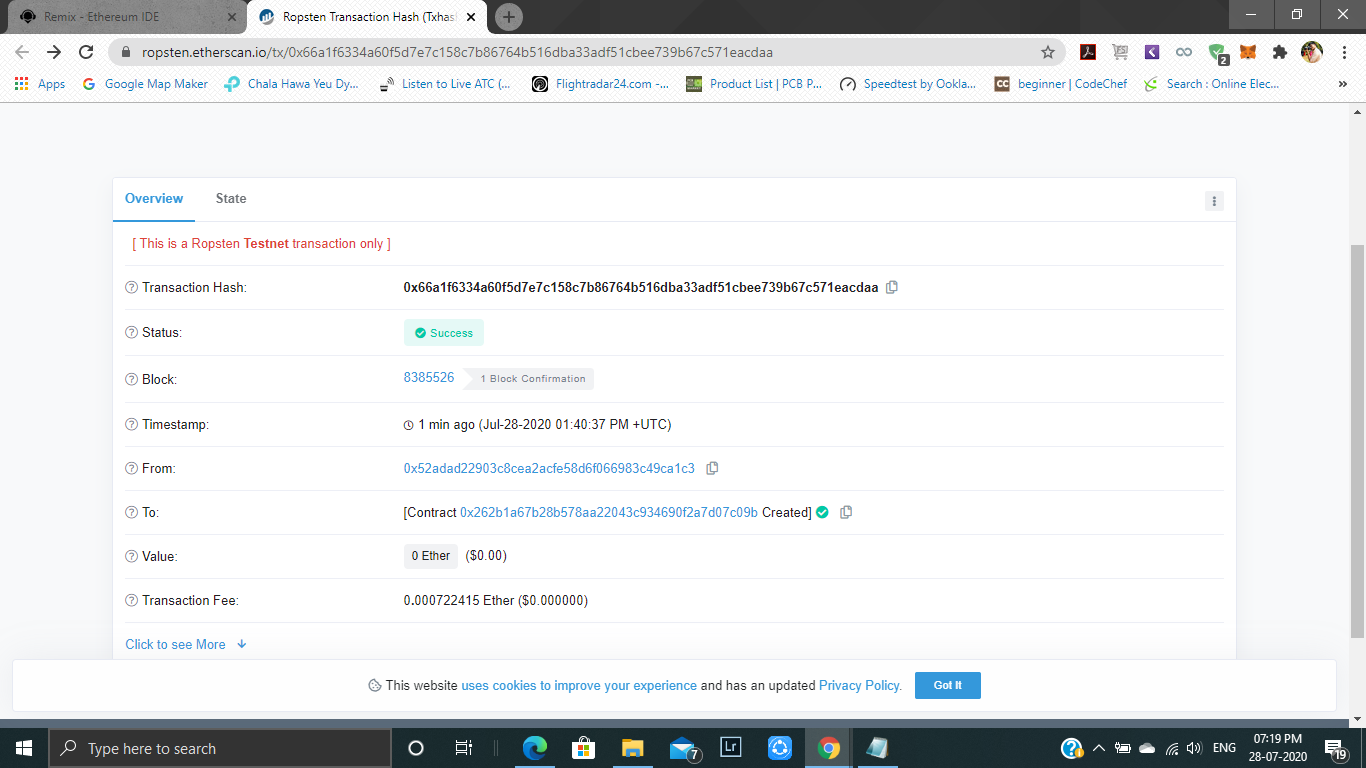 Remix - Ethereum IDE
Ropsten Transaction Hash (Txhas
ropsten.etherscan.io/tx/0x66a1f6334a60f5d7e7c158c7b86764b516dba33adf51cbee739b67c571eacdaa
2
Apps
Google Map Maker
Chala Hawa Yeu Dy...
Listen to Live ATC (...
Flightradar24.com -...
Product List | PCB P...
Speedtest by Ookla...
CC beginner | CodeChef
Search : Online Elec...
»
Overview State
[ This is a Ropsten Testnet transaction only ]
Transaction Hash: 0x66a1f6334a60f5d7e7c158c7b86764b516dba33adf51cbee739b67c571eacdaa
Status: Success
Block: 8385526 1 Block Confirmation
Timestamp: 1 min ago (Jul-28-2020 01:40:37 PM +UTC)
From: 0x52adad22903c8cea2acfe58d6f066983c49ca1c3
To: [Contract 0x262b1a67b28b578aa22043c934690f2a7d07c09b Created]
Value: 0 Ether ($0.00)
Transaction Fee: 0.000722415 Ether ($0.000000)
Click to see More
This website uses cookies to improve your experience and has an updated Privacy Policy. Got It
Type here to search
7
Lr
ENG
07:19 PM
28-07-2020
19